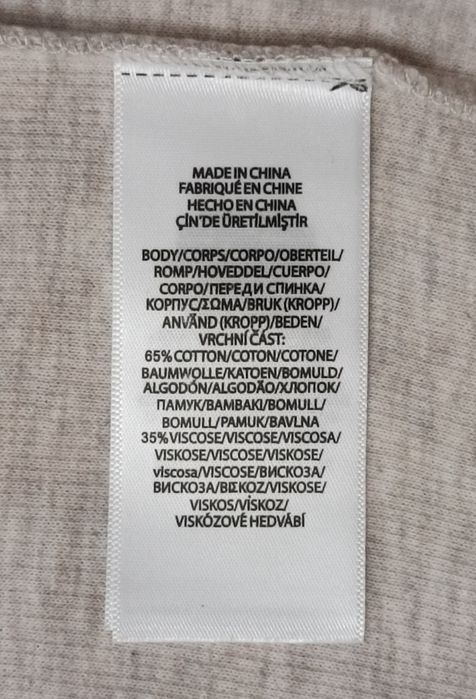 MADE IN CHINA
FABRIQUÉ EN CHINE
HECHO EN CHINA
ÇİN'DE ÜRETİLMİŞTİR
BODY/CORPS/CORPO/OBERTEIL/
ROMP/HOVEDDEL/CUERPO/
CORPO/ПЕРЕД И СПИНКА/
КОРПУС/ΣΩΜΑ/BRUK (KROPP)/
ANVÄND (KROPP)/BEDEN/
VRCHNÍ ČÁST:
65% COTTON/COTON/COTONE/
BAUMWOLLE/KATOEN/BOMULD/
ALGODÓN/ALGODÃO/ХЛОПОК/
ПАМУК/ΒΑΜΒΑΚΙ/BOMULL/
BOMULL/PAMUK/BAVLNA
35% VISCOSE/VISCOSE/VISCOSA/
VISKOSE/VISCOSE/VISKOSE/
viscosa/VISCOSE/ВИСКОЗА/
ВИСКОЗА/ΒΙΣΚΟΖ/VISKOSE/
VISKOS/VİSKOZ/
VISKÓZOVÉ HEDVÁBÍ